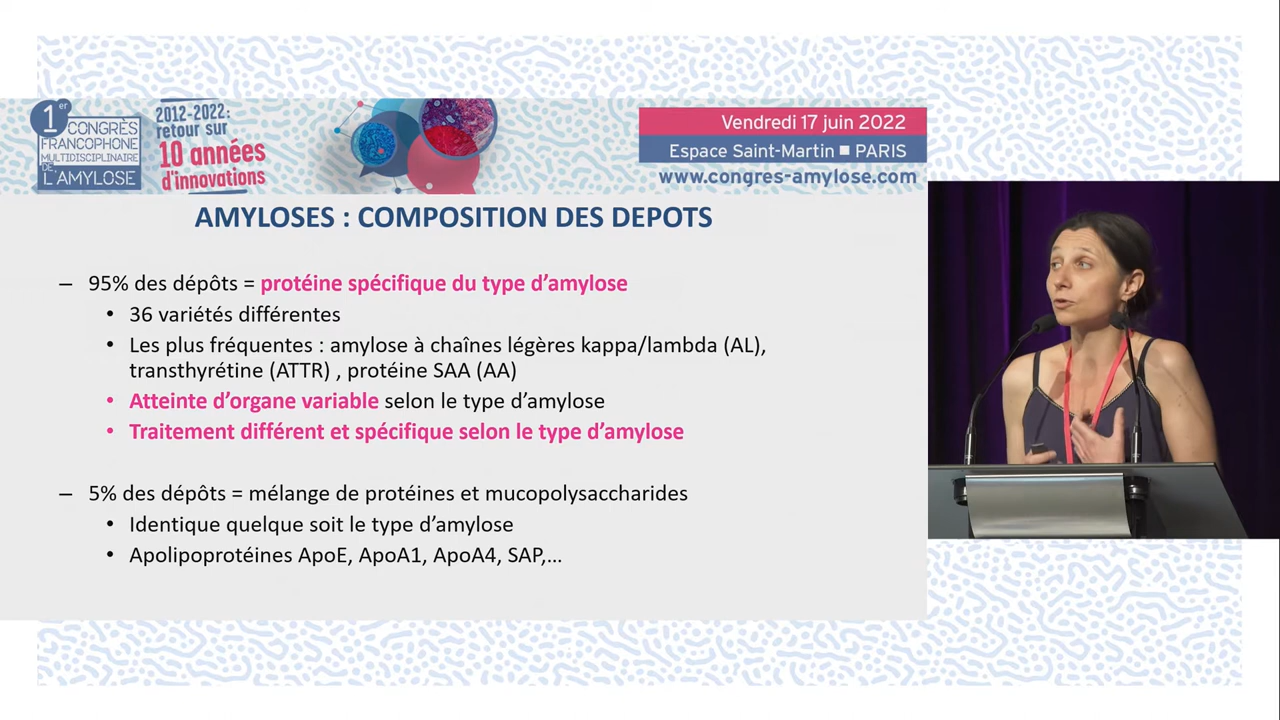 1er
CONGRÈS
FRANCOPHONE
MULTIDISCIPLINAIRE
DE
L'AMYLOSE
2012-2022:
retour sur
10 années
d'innovations
Vendredi 17 juin 2022
Espace Saint-Martin ■ PARIS
www.congres-amylose.com
AMYLOSES : COMPOSITION DES DEPOTS
– 95% des dépôts = protéine spécifique du type d'amylose
• 36 variétés différentes
• Les plus fréquentes : amylose à chaînes légères kappa/lambda (AL),
transthyrétine (ATTR) , protéine SAA (AA)
• Atteinte d'organe variable selon le type d'amylose
• Traitement différent et spécifique selon le type d'amylose
– 5% des dépôts = mélange de protéines et mucopolysaccharides
• Identique quelque soit le type d'amylose
• Apolipoprotéines ApoE, ApoA1, ApoA4, SAP,...